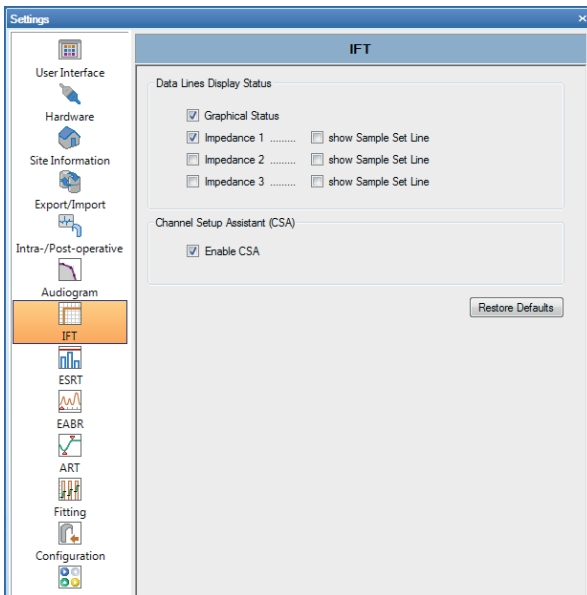 Settings
User Interface
Hardware
Site Information
Export/Import
Intra-/Post-operative
Audiogram
IFT
ESRT
EABR
ART
Fitting
Configuration
IFT
Data Lines Display Status
Graphical Status
Impedance 1 ......... show Sample Set Line
Impedance 2 ......... show Sample Set Line
Impedance 3 ......... show Sample Set Line
Channel Setup Assistant (CSA)
Enable CSA
Restore Defaults